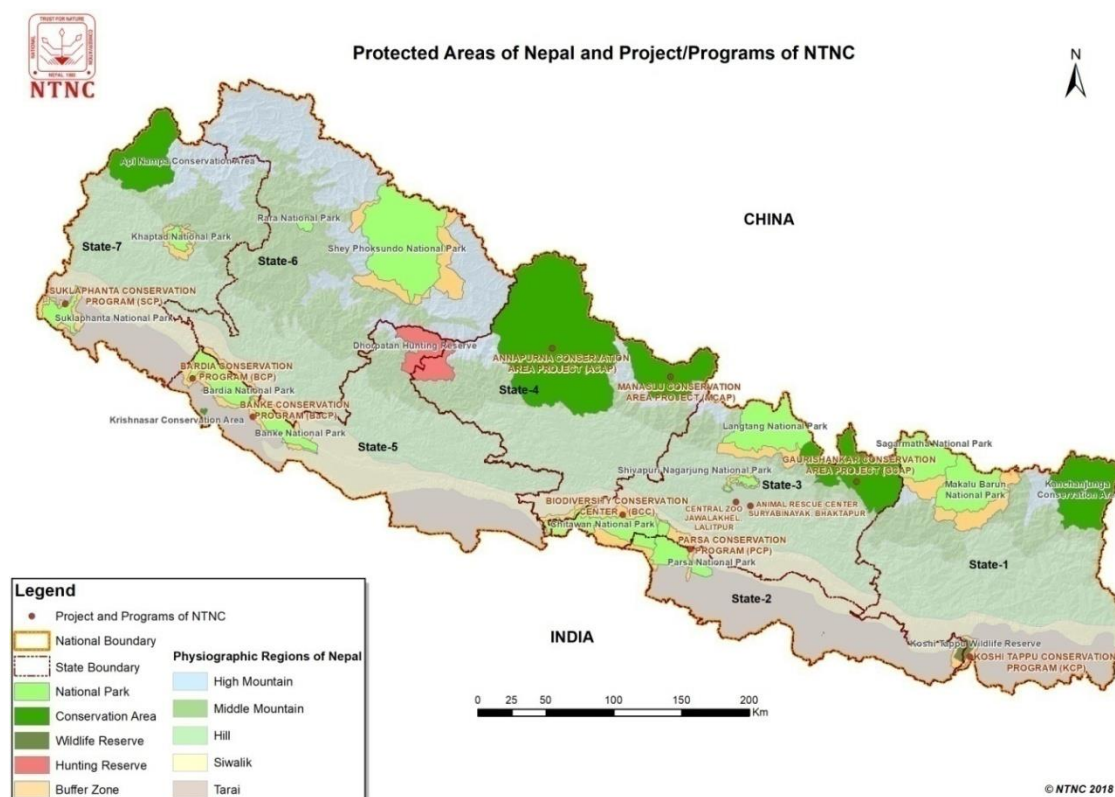 NATIONAL
TRUST FOR NATURE
CONSERVATION
NEPAL, 1982
NTNC
Protected Areas of Nepal and Project/Programs of NTNC
N
CHINA
INDIA
Api Nampa Conservation Area
Khaptad National Park
State-7
Rara National Park
State-6
Shey Phoksundo National Park
SUKLAPHANTA CONSERVATION
PROGRAM (SCP)
Suklaphanta National Park
BARDIA CONSERVATION
PROGRAM (BCP)
Bardia National Park
Krishnasar Conservation Area
BANKE CONSERVATION
PROGRAM (BsCP)
Banke National Park
State-5
Dhorpatan Hunting Reserve
ANNAPURNA CONSERVATION
AREA PROJECT (ACAP)
State-4
MANASLU CONSERVATION
AREA PROJECT (MCAP)
Langtang National Park
GAURISHANKAR CONSERVATION
AREA PROJECT (GCAP)
Shivapuri Nagarjung National Park
State-3
Sagarmatha National Park
Makalu Barun
National Park
Kanchanjunga
Conservation Are
BIODIVERSITY CONSERVATION
CENTER (BCC)
Chitawan National Park
CENTRAL ZOO
JAWALAKHEL,
LALITPUR
ANIMAL RESCUE CENTER
SURYABINAYAK, BHAKTAPUR
PARSA CONSERVATION
PROGRAM (PCP)
Parsa National Park
State-2
State-1
Koshi Tappu Wildlife Reserve
KOSHI TAPPU CONSERVATION
PROGRAM (KCP)
0 25 50 100 150 200
Km
Legend
Project and Programs of NTNC
National Boundary
State Boundary
National Park
Conservation Area
Wildlife Reserve
Hunting Reserve
Buffer Zone
Physiographic Regions of Nepal
High Mountain
Middle Mountain
Hill
Siwalik
Tarai
© NTNC 2018